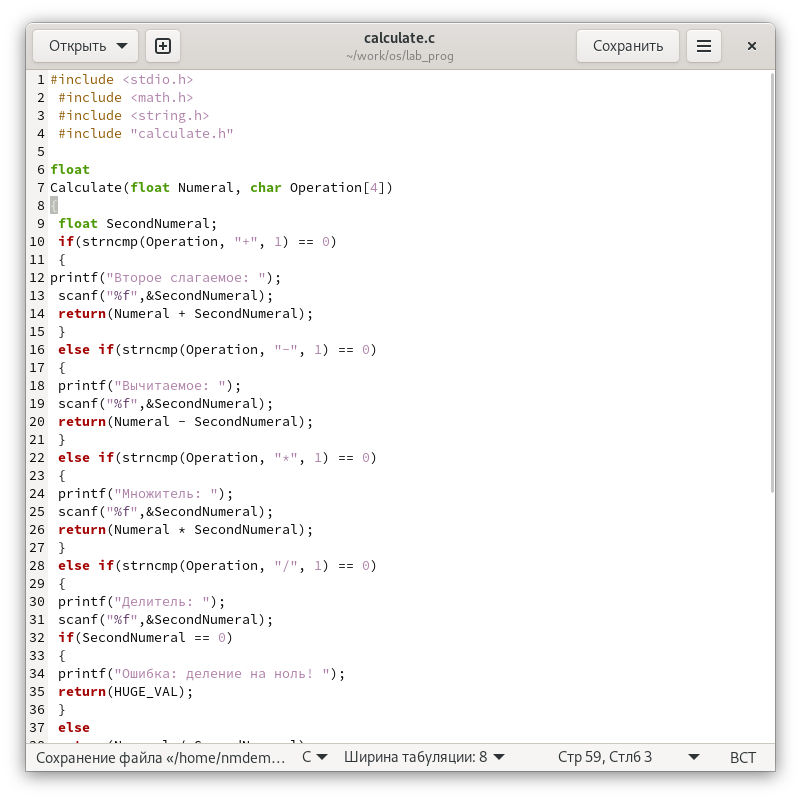 Открыть
calculate.c
~/work/os/lab_prog
Сохранить
1 #include <stdio.h>
2 #include <math.h>
3 #include <string.h>
4 #include "calculate.h"
5
6 float
7 Calculate(float Numeral, char Operation[4])
8 {
9 float SecondNumeral;
10 if(strncmp(Operation, "+", 1) == 0)
11 {
12 printf("Второе слагаемое: ");
13 scanf("%f",&SecondNumeral);
14 return(Numeral + SecondNumeral);
15 }
16 else if(strncmp(Operation, "-", 1) == 0)
17 {
18 printf("Вычитаемое: ");
19 scanf("%f",&SecondNumeral);
20 return(Numeral - SecondNumeral);
21 }
22 else if(strncmp(Operation, "*", 1) == 0)
23 {
24 printf("Множитель: ");
25 scanf("%f",&SecondNumeral);
26 return(Numeral * SecondNumeral);
27 }
28 else if(strncmp(Operation, "/", 1) == 0)
29 {
30 printf("Делитель: ");
31 scanf("%f",&SecondNumeral);
32 if(SecondNumeral == 0)
33 {
34 printf("Ошибка: деление на ноль! ");
35 return(HUGE_VAL);
36 }
37 else
Сохранение файла «/home/nmdem… C Ширина табуляции: 8 Стр 59, Стлб 3 ВСТ